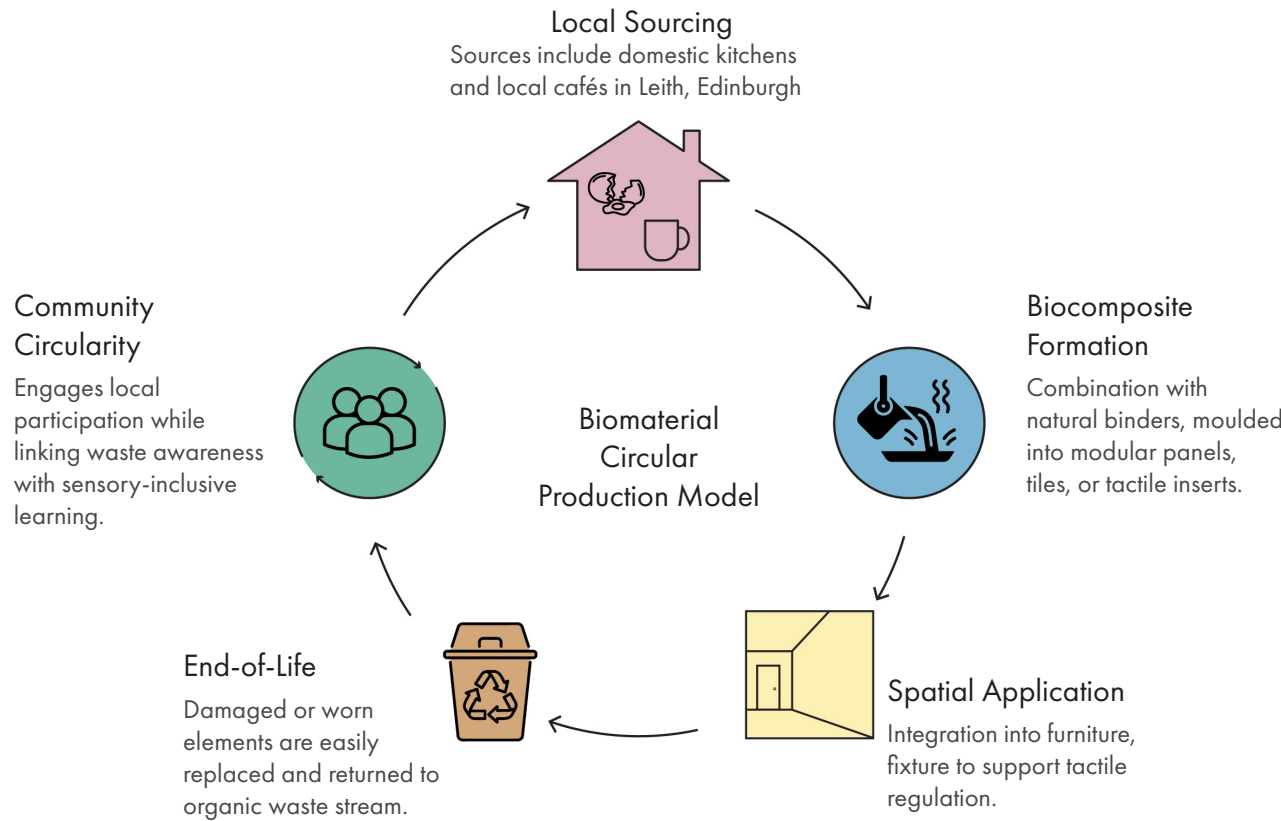 Local Sourcing
Sources include domestic kitchens
and local cafés in Leith, Edinburgh
Biocomposite
Formation
Combination with
natural binders, moulded
into modular panels,
tiles, or tactile inserts.
Spatial Application
Integration into furniture,
fixture to support tactile
regulation.
End-of-Life
Damaged or worn
elements are easily
replaced and returned to
organic waste stream.
Community
Circularity
Engages local
participation while
linking waste awareness
with sensory-inclusive
learning.
Biomaterial
Circular
Production Model